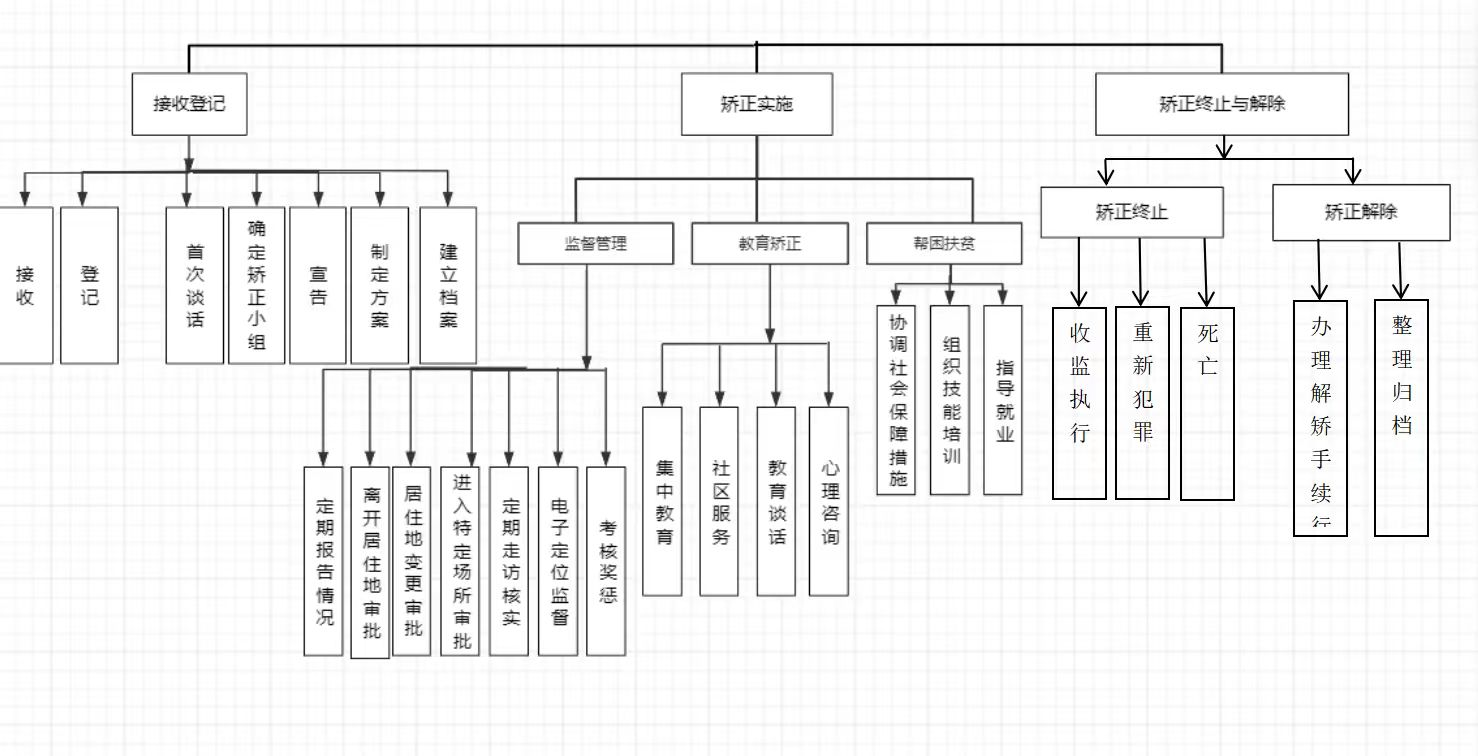 接收登记
矫正实施
矫正终止与解除
接收
登记
首次谈话
确定矫正小组
宣告
制定方案
建立档案
监督管理
教育矫正
帮困扶贫
矫正终止
矫正解除
定期报告情况
离开居住地审批
居住地变更审批
进入特定场所审批
定期走访核实
电子定位监督
考核奖惩
集中教育
社区服务
教育谈话
心理咨询
协调社会保障措施
组织技能培训
指导就业
收监执行
重新犯罪
死亡
办理解矫手续
整理归档